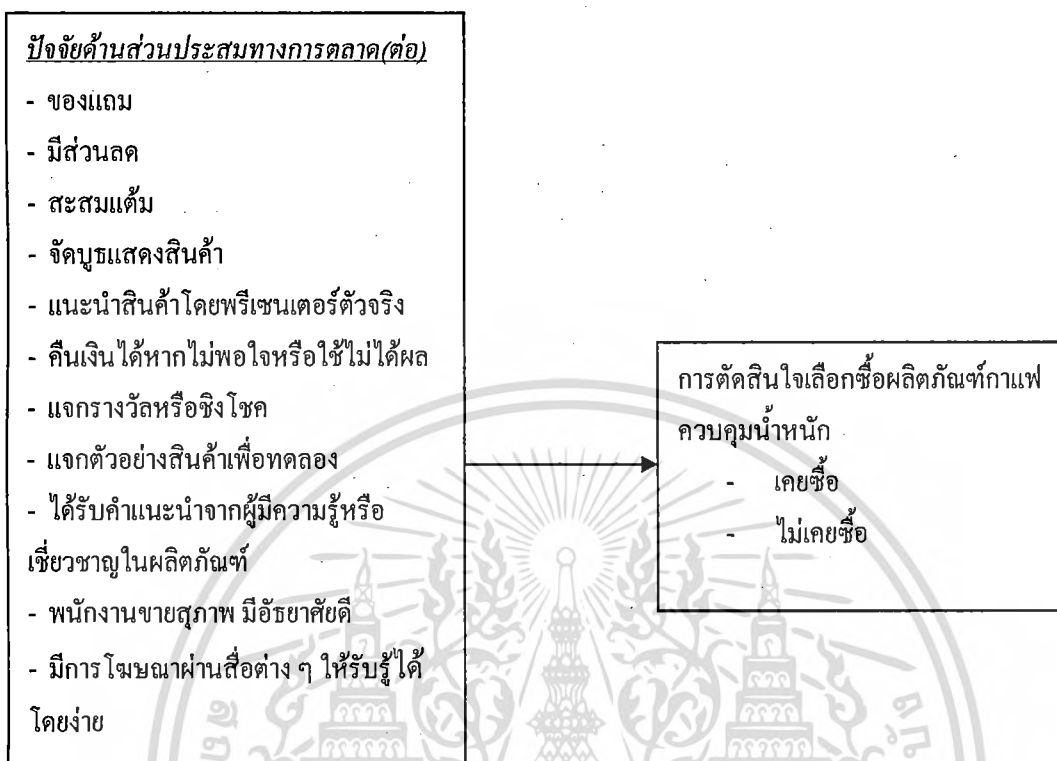 ปัจจัยด้านส่วนประสมทางการตลาด(ต่อ)
- ของแถม
- มีส่วนลด
- สะสมแต้ม
- จัดบูธแสดงสินค้า
- แนะนำสินค้าโดยพรีเซนเตอร์ตัวจริง
- คืนเงินได้หากไม่พอใจหรือใช้ไม่ได้ผล
- แจกรางวัลหรือชิงโชค
- แจกตัวอย่างสินค้าเพื่อทดลอง
- ได้รับคำแนะนำจากผู้มีความรู้หรือ
เชี่ยวชาญในผลิตภัณฑ์
- พนักงานขายสุภาพ มีอัธยาศัยดี
- มีการโฆษณาผ่านสื่อต่าง ๆ ให้รับรู้ได้
โดยง่าย
การตัดสินใจเลือกซื้อผลิตภัณฑ์กาแฟ
ควบคุมน้ำหนัก
- เคยซื้อ
- ไม่เคยซื้อ